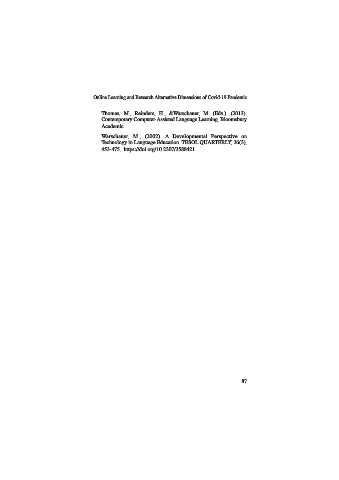 Online Learning and Research Alternative Dimensions of Covid-19 Pandemic
Thomas, M., Reinders, H., &Warschauer, M. (Eds.). (2013).
Contemporary Computer-Assisted Language Learning, Bloomsbury
Academic.
Warschauer, M., (2002). A Developmental Perspective on
Technology in Language Education. TESOL QUARTERLY, 36(3),
453-475, https://doi.org/10.2307/3588421
87